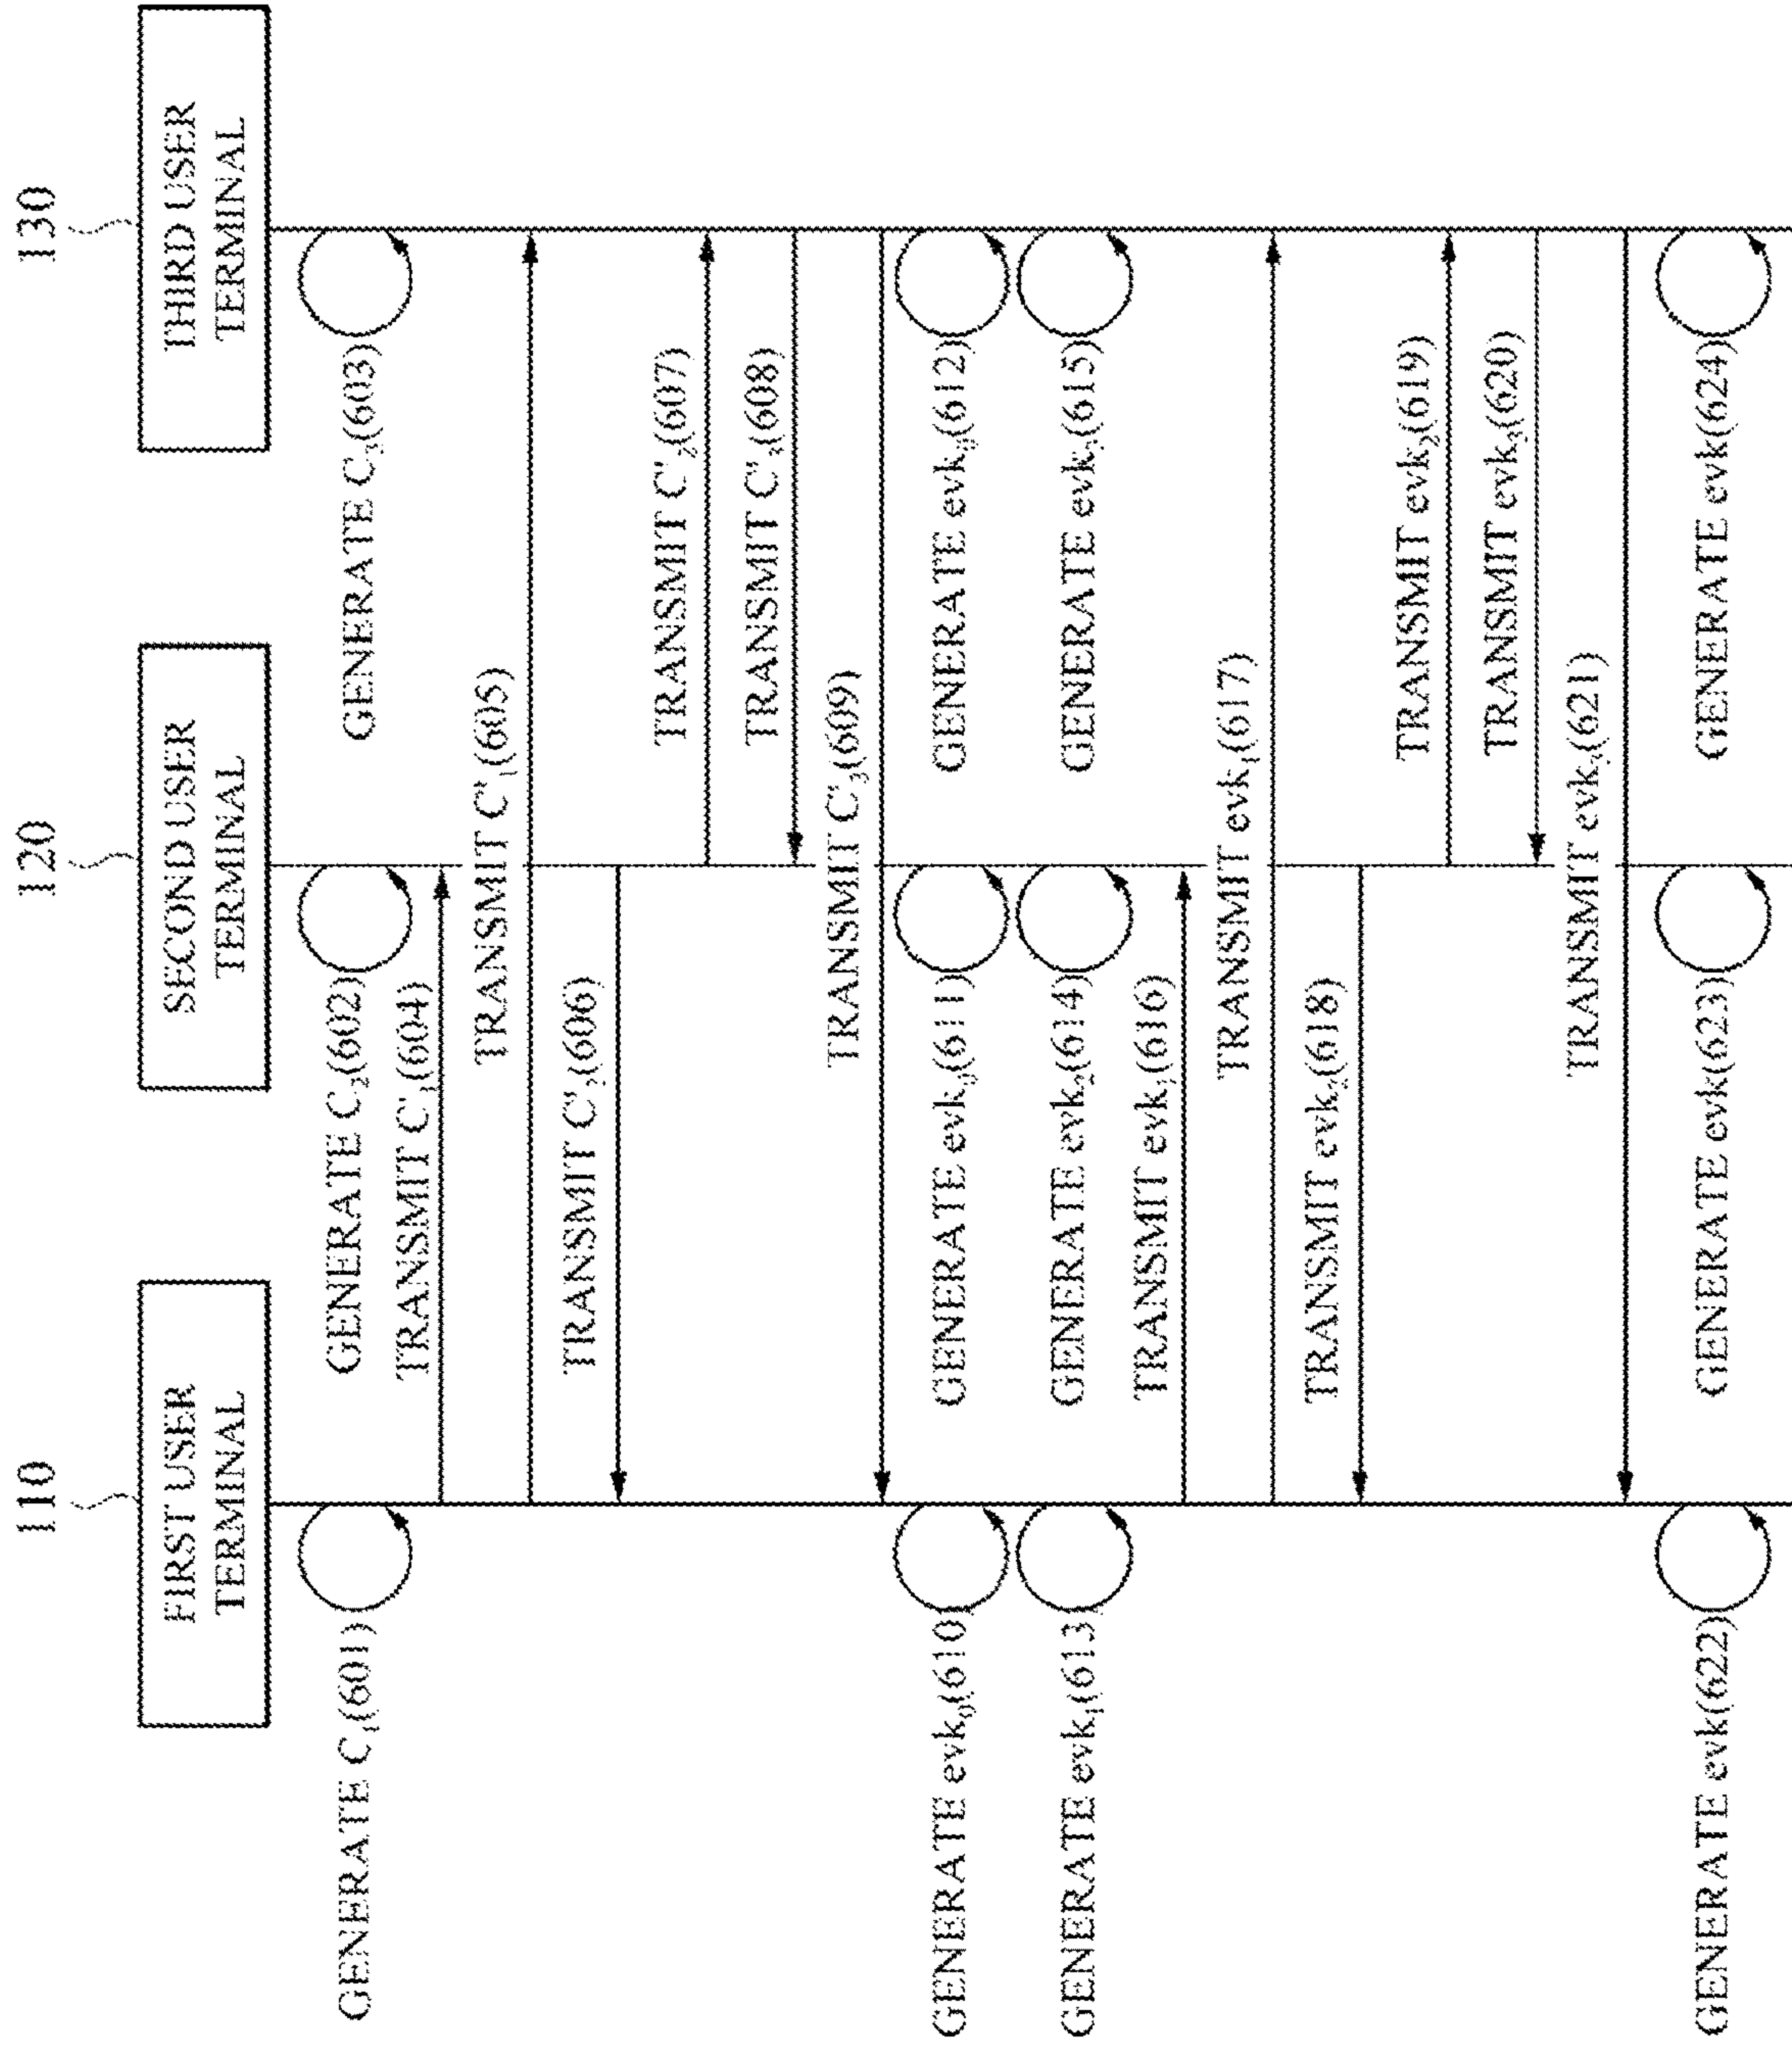 110
120
130
FIRST USER
TERMINAL
SECOND USER
TERMINAL
THIRD USER
TERMINAL
GENERATE C₁(601)
GENERATE C₂(602)
GENERATE C₃(603)
TRANSMIT C'₁(604)
TRANSMIT C'₁(605)
TRANSMIT C'₂(606)
TRANSMIT C'₂(607)
TRANSMIT C'₃(608)
TRANSMIT C'₃(609)
GENERATE evk₀(610)
GENERATE evk₀(611)
GENERATE evk₀(612)
GENERATE evk₁(613)
GENERATE evk₂(614)
GENERATE evk₃(615)
TRANSMIT evk₁(616)
TRANSMIT evk₁(617)
TRANSMIT evk₂(618)
TRANSMIT evk₂(619)
TRANSMIT evk₃(620)
TRANSMIT evk₃(621)
GENERATE evk(622)
GENERATE evk(623)
GENERATE evk(624)